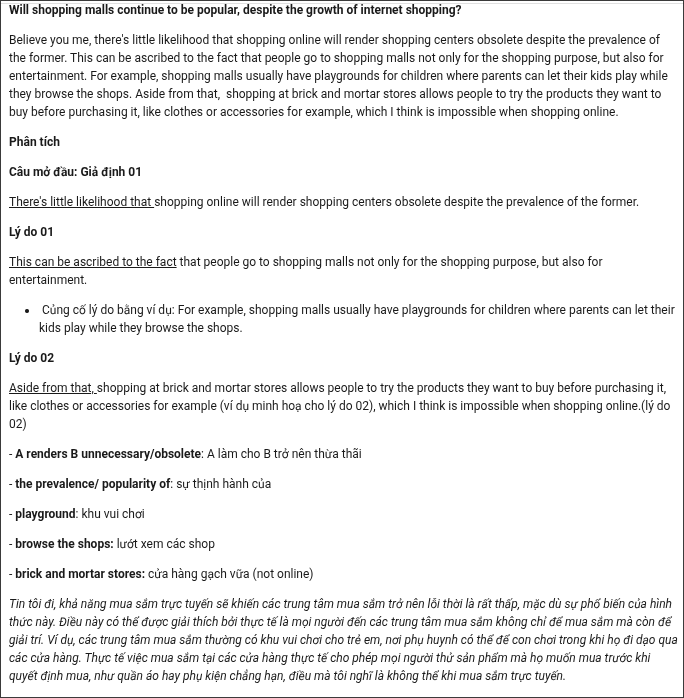 Will shopping malls continue to be popular, despite the growth of internet shopping?
Believe you me, there's little likelihood that shopping online will render shopping centers obsolete despite the prevalence of
the former. This can be ascribed to the fact that people go to shopping malls not only for the shopping purpose, but also for
entertainment. For example, shopping malls usually have playgrounds for children where parents can let their kids play while
they browse the shops. Aside from that,  shopping at brick and mortar stores allows people to try the products they want to
buy before purchasing it, like clothes or accessories for example, which I think is impossible when shopping online.
Phân tích
Câu mở đầu: Giả định 01
There's little likelihood that shopping online will render shopping centers obsolete despite the prevalence of the former.
Lý do 01
This can be ascribed to the fact that people go to shopping malls not only for the shopping purpose, but also for
entertainment.
• Củng cố lý do bằng ví dụ: For example, shopping malls usually have playgrounds for children where parents can let their
kids play while they browse the shops.
Lý do 02
Aside from that, shopping at brick and mortar stores allows people to try the products they want to buy before purchasing it,
like clothes or accessories for example (ví dụ minh hoạ cho lý do 02), which I think is impossible when shopping online.(lý do
02)
- A renders B unnecessary/obsolete: A làm cho B trở nên thừa thãi
- the prevalence/ popularity of: sự thịnh hành của
- playground: khu vui chơi
- browse the shops: lướt xem các shop
- brick and mortar stores: cửa hàng gạch vữa (not online)
Tin tôi đi, khả năng mua sắm trực tuyến sẽ khiến các trung tâm mua sắm trở nên lỗi thời là rất thấp, mặc dù sự phổ biến của hình
thức này. Điều này có thể được giải thích bởi thực tế là mọi người đến các trung tâm mua sắm không chỉ để mua sắm mà còn để
giải trí. Ví dụ, các trung tâm mua sắm thường có khu vui chơi cho trẻ em, nơi phụ huynh có thể để con chơi trong khi họ đi dạo qua
các cửa hàng. Thực tế việc mua sắm tại các cửa hàng thực tế cho phép mọi người thử sản phẩm mà họ muốn mua trước khi
quyết định mua, như quần áo hay phụ kiện chẳng hạn, điều mà tôi nghĩ là không thể khi mua sắm trực tuyến.